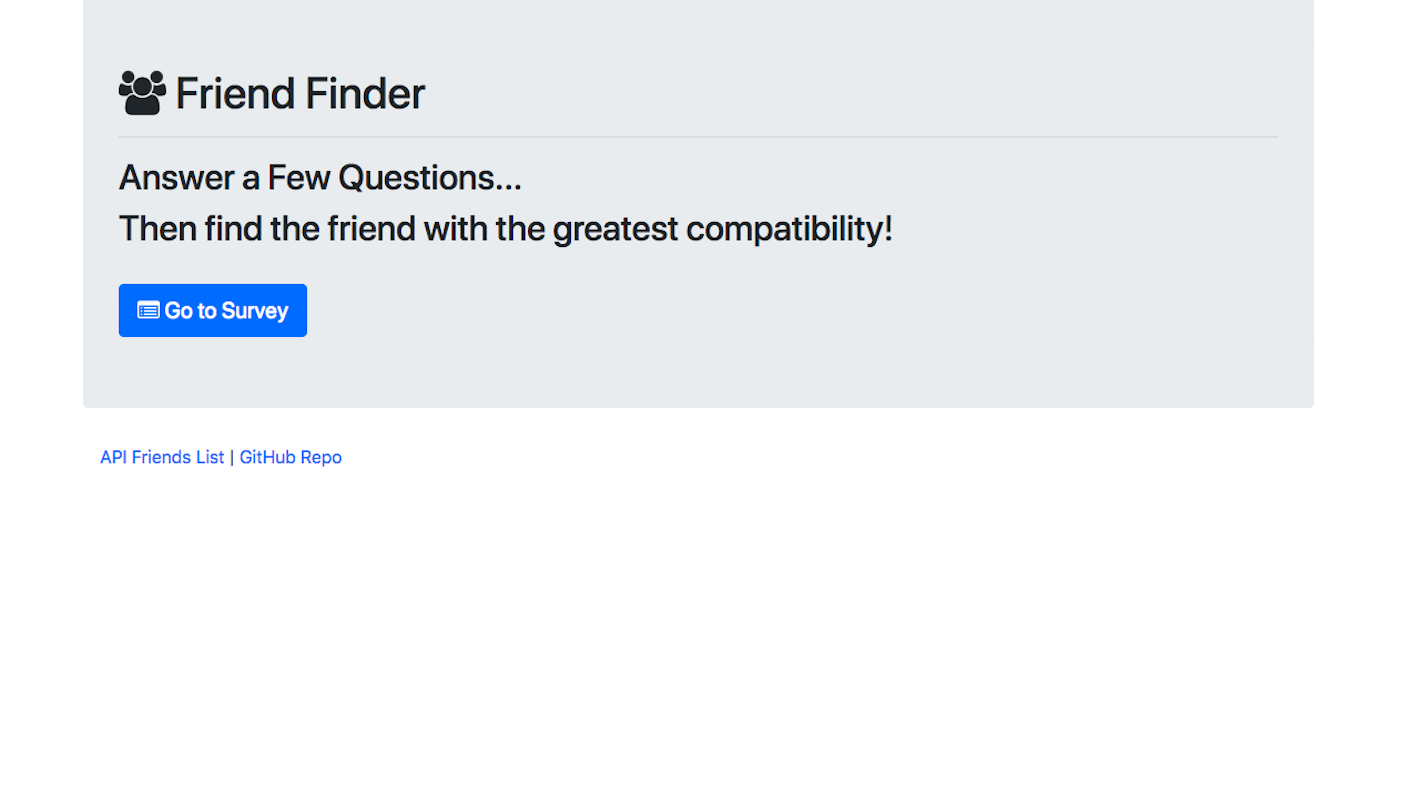 Friend Finder
Answer a Few Questions...
Then find the friend with the greatest compatibility!
Go to Survey
API Friends List | GitHub Repo